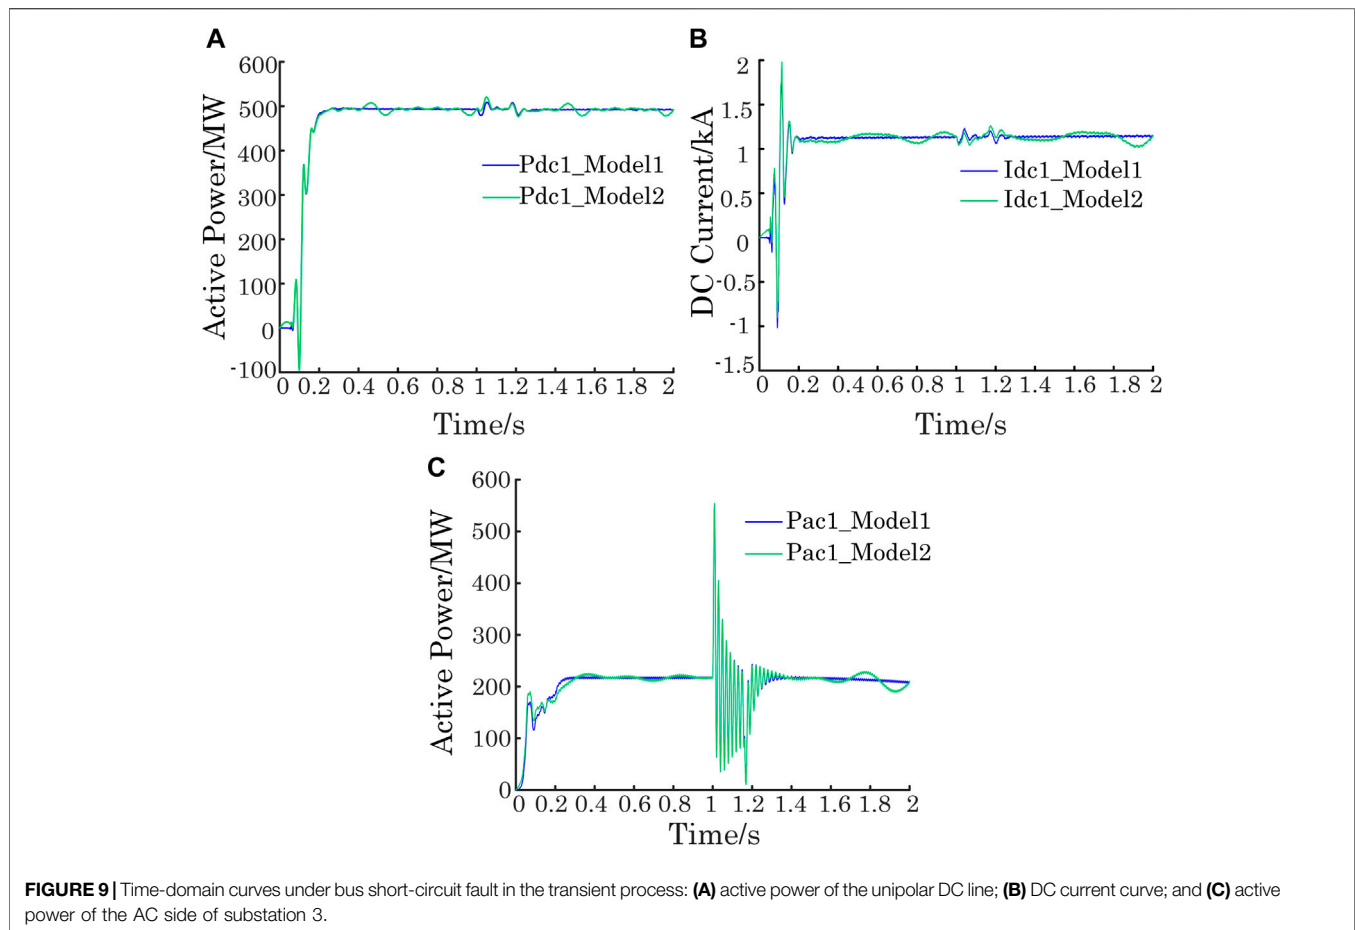 A
600
500
400
300
200
100
0
-100
Active Power/MW
Pdc1_Model1
Pdc1_Model2
0 0.2 0.4 0.6 0.8 1 1.2 1.4 1.6 1.8 2
Time/s
B
2
1.5
1
0.5
0
-0.5
-1
-1.5
DC Current/kA
Idc1_Model1
Idc1_Model2
0 0.2 0.4 0.6 0.8 1 1.2 1.4 1.6 1.8 2
Time/s
C
600
500
400
300
200
100
0
Active Power/MW
Pac1_Model1
Pac1_Model2
0 0.2 0.4 0.6 0.8 1 1.2 1.4 1.6 1.8 2
Time/s
FIGURE 9 | Time-domain curves under bus short-circuit fault in the transient process: (A) active power of the unipolar DC line; (B) DC current curve; and (C) active
power of the AC side of substation 3.